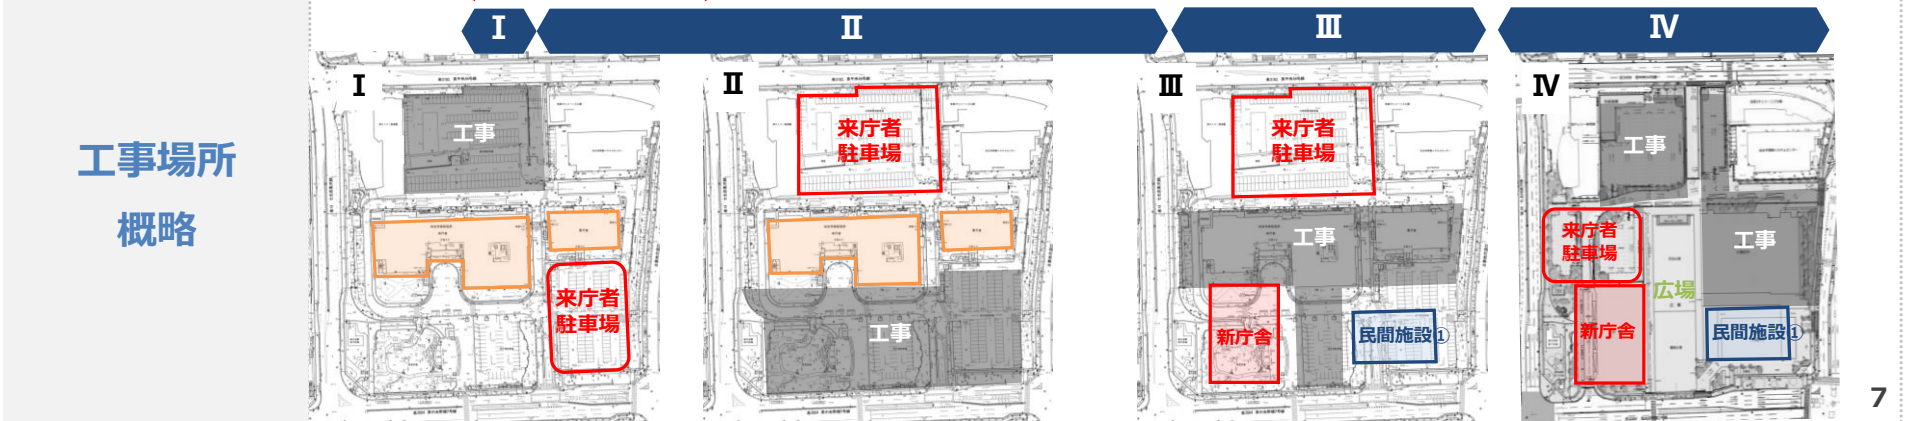 工事場所
概略
Ⅰ
Ⅱ
Ⅲ
Ⅳ
Ⅰ
工事
来庁者
駐車場
Ⅱ
来庁者
駐車場
工事
Ⅲ
来庁者
駐車場
工事
新庁舎
民間施設①
Ⅳ
工事
来庁者
駐車場
工事
広場
新庁舎
民間施設①
7